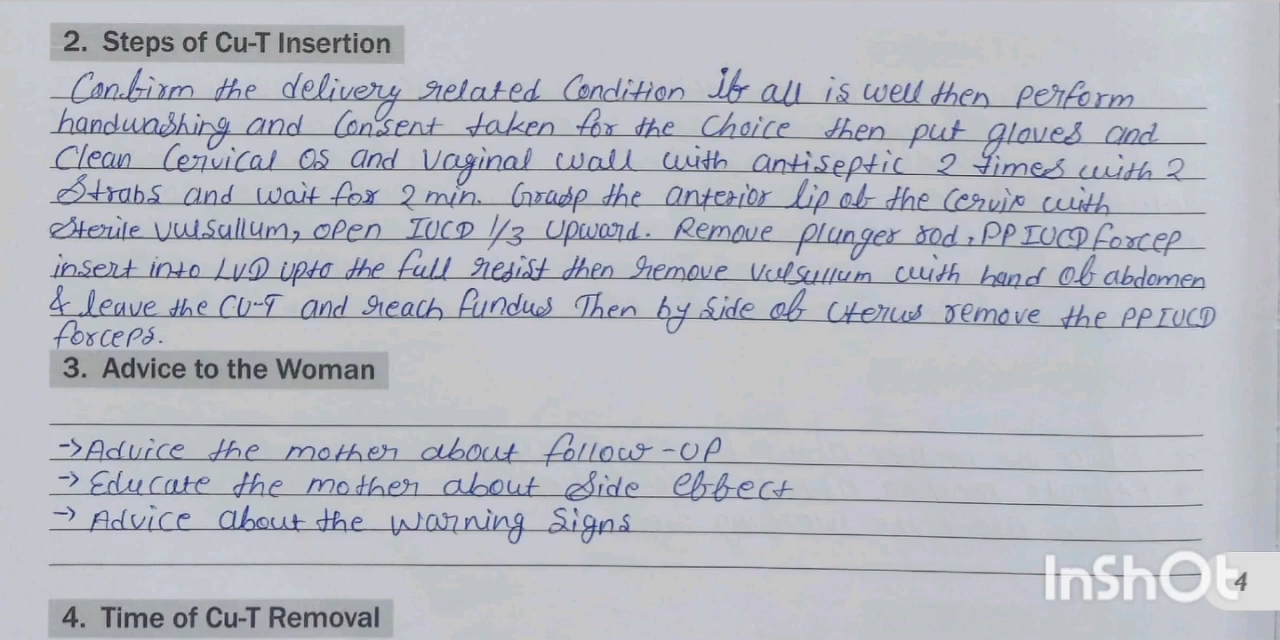 2. Steps of Cu-T Insertion
Confirm the delivery related Condition if all is well then perform
handwashing and Consent taken for the Choice then put gloves and
Clean Cervical OS and Vaginal wall with antiseptic 2 times with 2
Strabs and wait for 2 min. Grasp the anterior lip of the Cervix with
Sterile Vulsullum, open IUCD 1/3 Upward. Remove plunger rod, PPIUCD forcep
insert into LVD upto the full resist then remove Vulsullum with hand of abdomen
& leave the CU-T and reach fundus Then by side of Uterus remove the PPIUCD
forceps.
3. Advice to the Woman
→Advice the mother about follow-up
→ Educate the mother about Side effect
→ Advice about the Warning Signs
InShOt 4
4. Time of Cu-T Removal